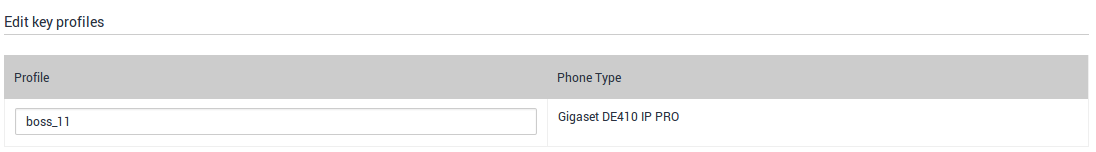 Edit key profiles
Profile Phone Type
boss_11 Gigaset DE410 IP PRO